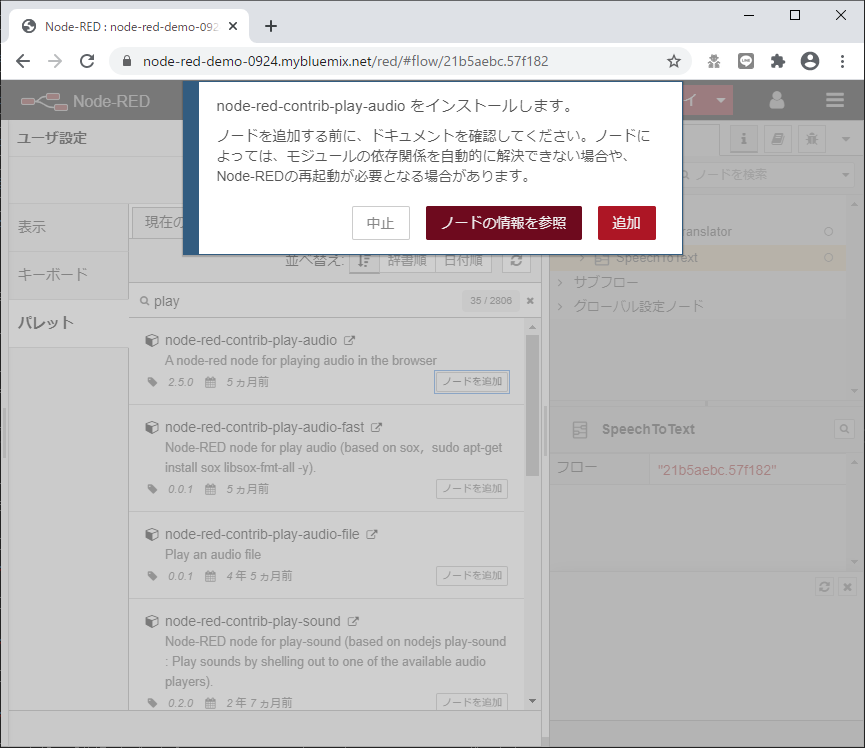 Node-RED : node-red-demo-092
node-red-demo-0924.mybluemix.net/red/#flow/21b5aebc.57f182
Node-RED
イ
node-red-contrib-play-audio をインストールします。
ノードを追加する前に、ドキュメントを確認してください。ノードに
よっては、モジュールの依存関係を自動的に解決できない場合や、
Node-REDの再起動が必要となる場合があります。
中止
ノードの情報を参照
追加
ユーザ設定
表示
キーボード
パレット
現在の
並べ替え:
辞書順
日付順
play
35 / 2806
node-red-contrib-play-audio
A node-red node for playing audio in the browser
2.5.0
5 ヵ月前
ノードを追加
node-red-contrib-play-audio-fast
Node-RED node for play audio (based on sox，sudo apt-get
install sox libsox-fmt-all -y).
0.0.1
5 ヵ月前
ノードを追加
node-red-contrib-play-audio-file
Play an audio file
0.0.1
4 年 5 ヵ月前
ノードを追加
node-red-contrib-play-sound
Node-RED node for play-sound (based on nodejs play-sound
: Play sounds by shelling out to one of the available audio
players).
0.2.0
2 年 7 ヵ月前
ノードを追加
ノードを検索
ranslator
SpeechToText
サブフロー
グローバル設定ノード
SpeechToText
フロー
"21b5aebc.57f182"